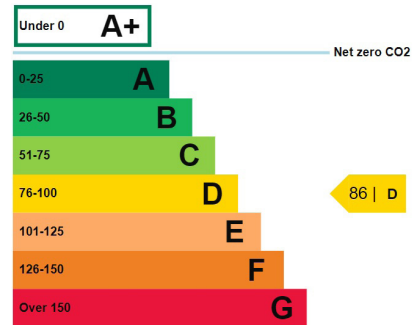 Under 0 A+
Net zero CO2
0-25 A
26-50 B
51-75 C
76-100 D
86 | D
101-125 E
126-150 F
Over 150 G